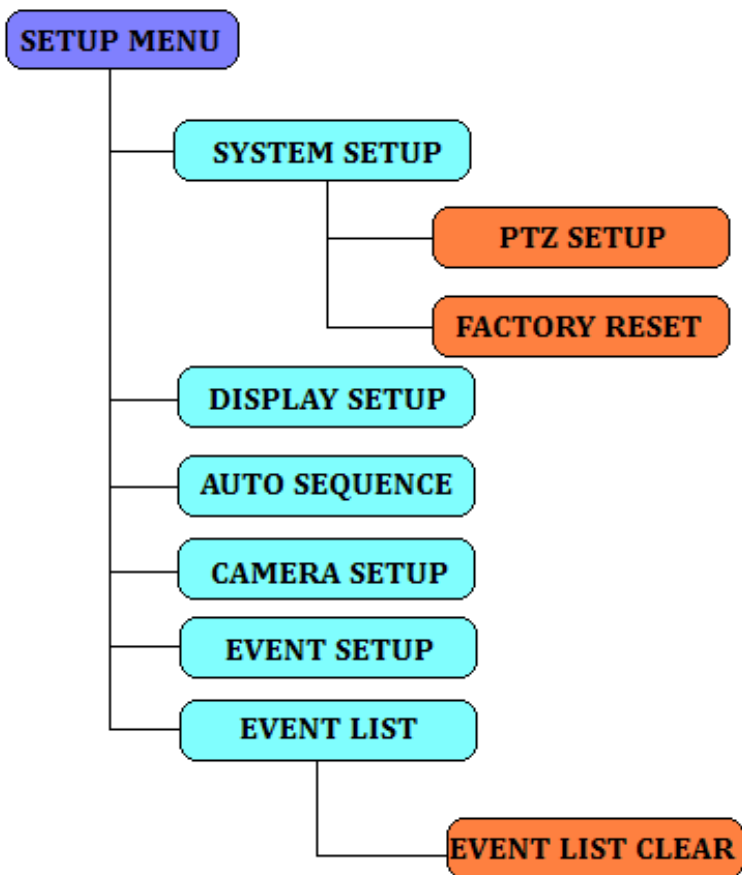 SETUP MENU
SYSTEM SETUP
PTZ SETUP
FACTORY RESET
DISPLAY SETUP
AUTO SEQUENCE
CAMERA SETUP
EVENT SETUP
EVENT LIST
EVENT LIST CLEAR